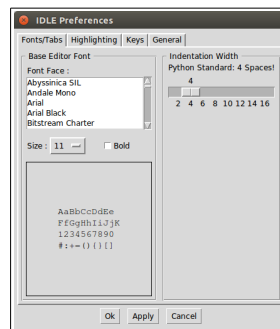 IDLE Preferences
Fonts/Tabs Highlighting Keys General
Base Editor Font
Font Face :
Abyssinica SIL
Andale Mono
Arial
Arial Black
Bitstream Charter
Size : 11 Bold
AaBbCcDdEe
FfGgHhIiJjK
1234567890
#:+=(){}[]
Indentation Width
Python Standard: 4 Spaces!
4
2 4 6 8 10 12 14 16
Ok Apply Cancel